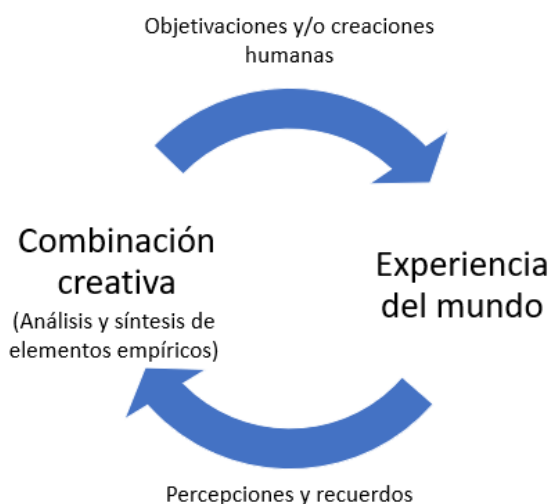 Objetivaciones y/o creaciones
humanas
Combinación
creativa
(Análisis y síntesis de
elementos empíricos)
Experiencia
del mundo
Percepciones y recuerdos